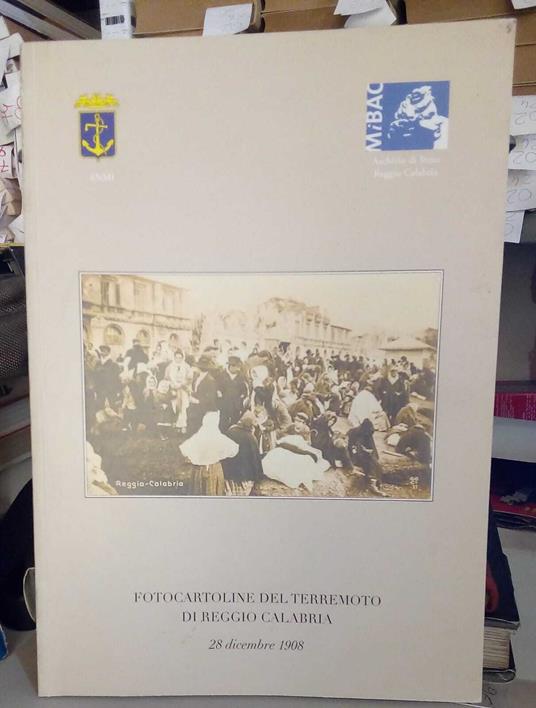 MiBAC
ANMI
Archivio di Stato
Reggio Calabria
Reggio-Calabria
FOTOCARTOLINE DEL TERREMOTO
DI REGGIO CALABRIA
28 dicembre 1908